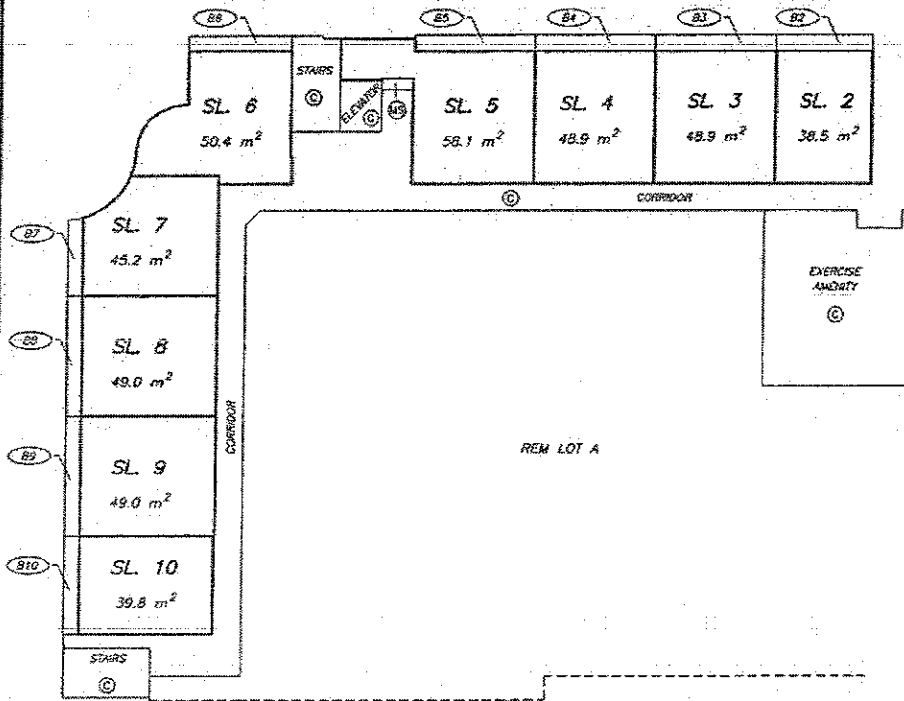 B6
B5
B4
B3
B2
STAIRS
C
ELEVATOR
C
MS
SL. 6
50.4 m²
SL. 5
SL. 4
48.9 m²
SL. 3
48.9 m²
SL. 2
38.5 m²
C
CORRIDOR
B7
SL. 7
45.2 m²
EXERCISE
AMENITY
C
B8
SL. 8
49.0 m²
CORRIDOR
REM LOT A
B9
SL. 9
49.0 m²
B10
SL. 10
39.8 m²
STAIRS
C